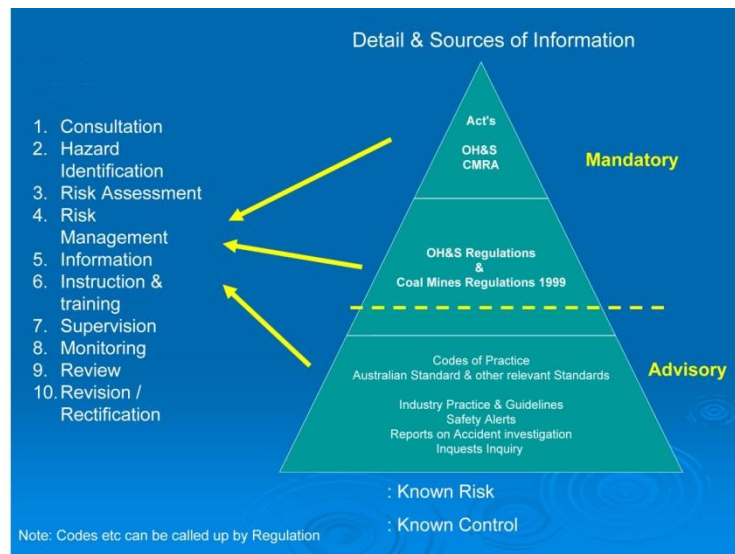 Detail & Sources of Information
1. Consultation
2. Hazard
Identification
3. Risk Assessment
4. Risk
Management
5. Information
6. Instruction &
training
7. Supervision
8. Monitoring
9. Review
10. Revision /
Rectification
Act's
OH&S
CMRA
Mandatory
OH&S Regulations
&
Coal Mines Regulations 1999
Codes of Practice
Australian Standard & other relevant Standards
Industry Practice & Guidelines
Safety Alerts
Reports on Accident investigation
Inquests Inquiry
Advisory
: Known Risk
: Known Control
Note: Codes etc can be called up by Regulation